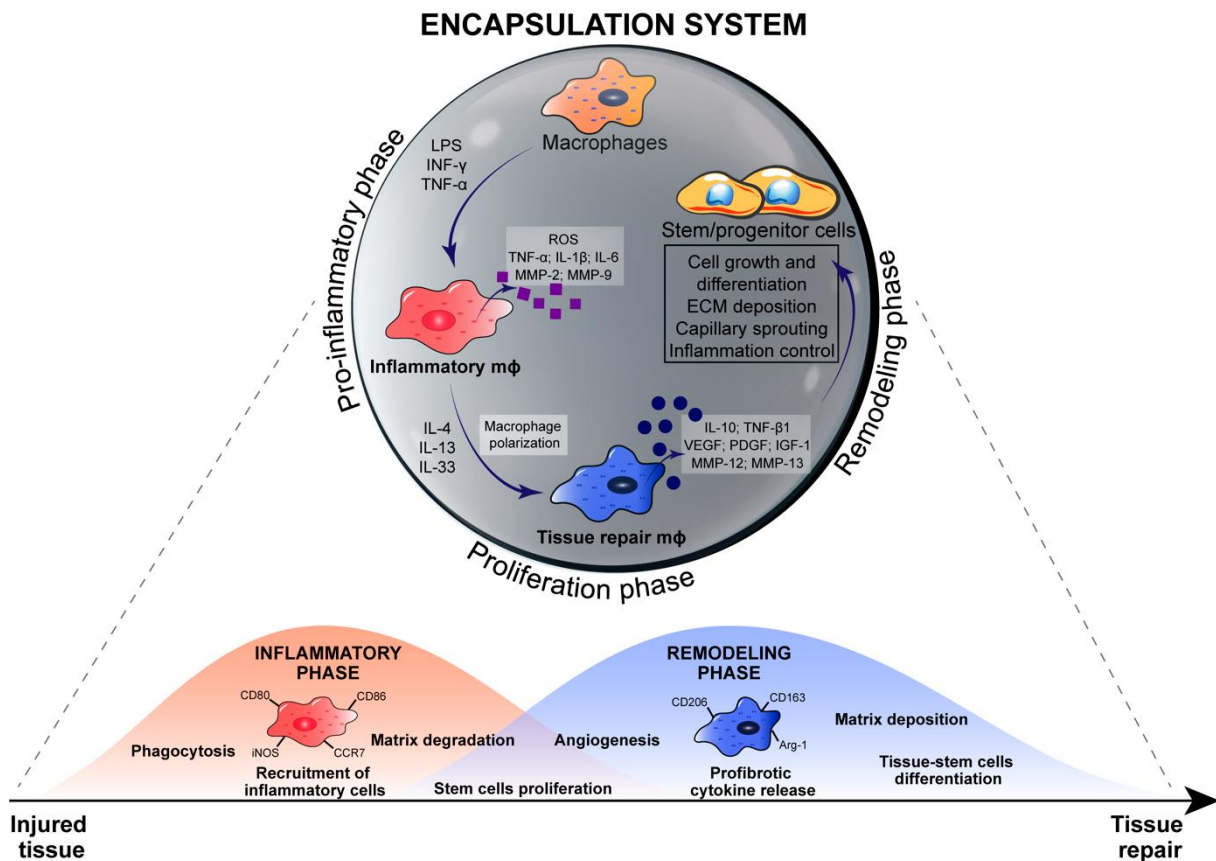 ENCAPSULATION SYSTEM
Pro-inflammatory phase
Macrophages
LPS
INF-γ
TNF-α
ROS
TNF-α; IL-1β; IL-6
MMP-2; MMP-9
Inflammatory mϕ
Stem/progenitor cells
Cell growth and
differentiation
ECM deposition
Capillary sprouting
Inflammation control
Remodeling phase
IL-4
IL-13
IL-33
Macrophage
polarization
IL-10; TNF-β1
VEGF; PDGF; IGF-1
MMP-12; MMP-13
Tissue repair mϕ
Proliferation phase
INFLAMMATORY
PHASE
CD80
CD86
iNOS
CCR7
Phagocytosis
Matrix degradation
Recruitment of
inflammatory cells
Stem cells proliferation
Angiogenesis
REMODELING
PHASE
CD206
CD163
Arg-1
Profibrotic
cytokine release
Matrix deposition
Tissue-stem cells
differentiation
Injured
tissue
Tissue
repair